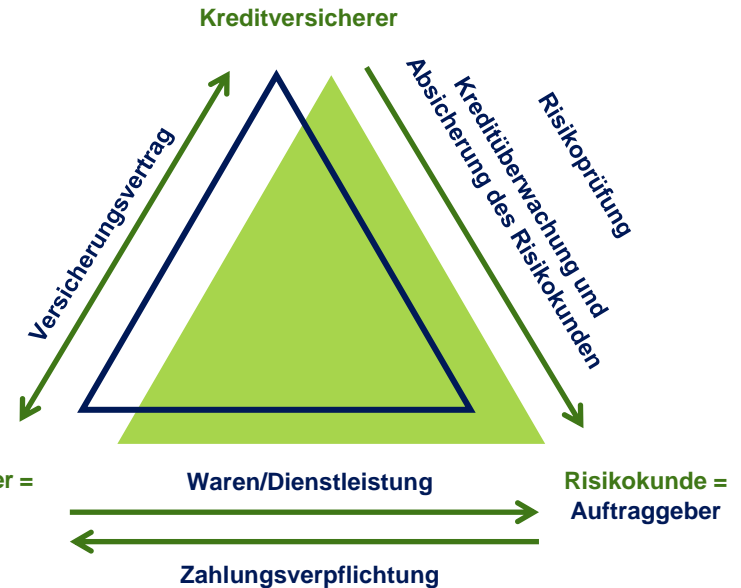 Kreditversicherer
Versicherungsvertrag
Absicherung des Risikokunden
Kreditüberwachung und
Risikoprüfung
er =
Waren/Dienstleistung
Risikokunde =
Auftraggeber
Zahlungsverpflichtung